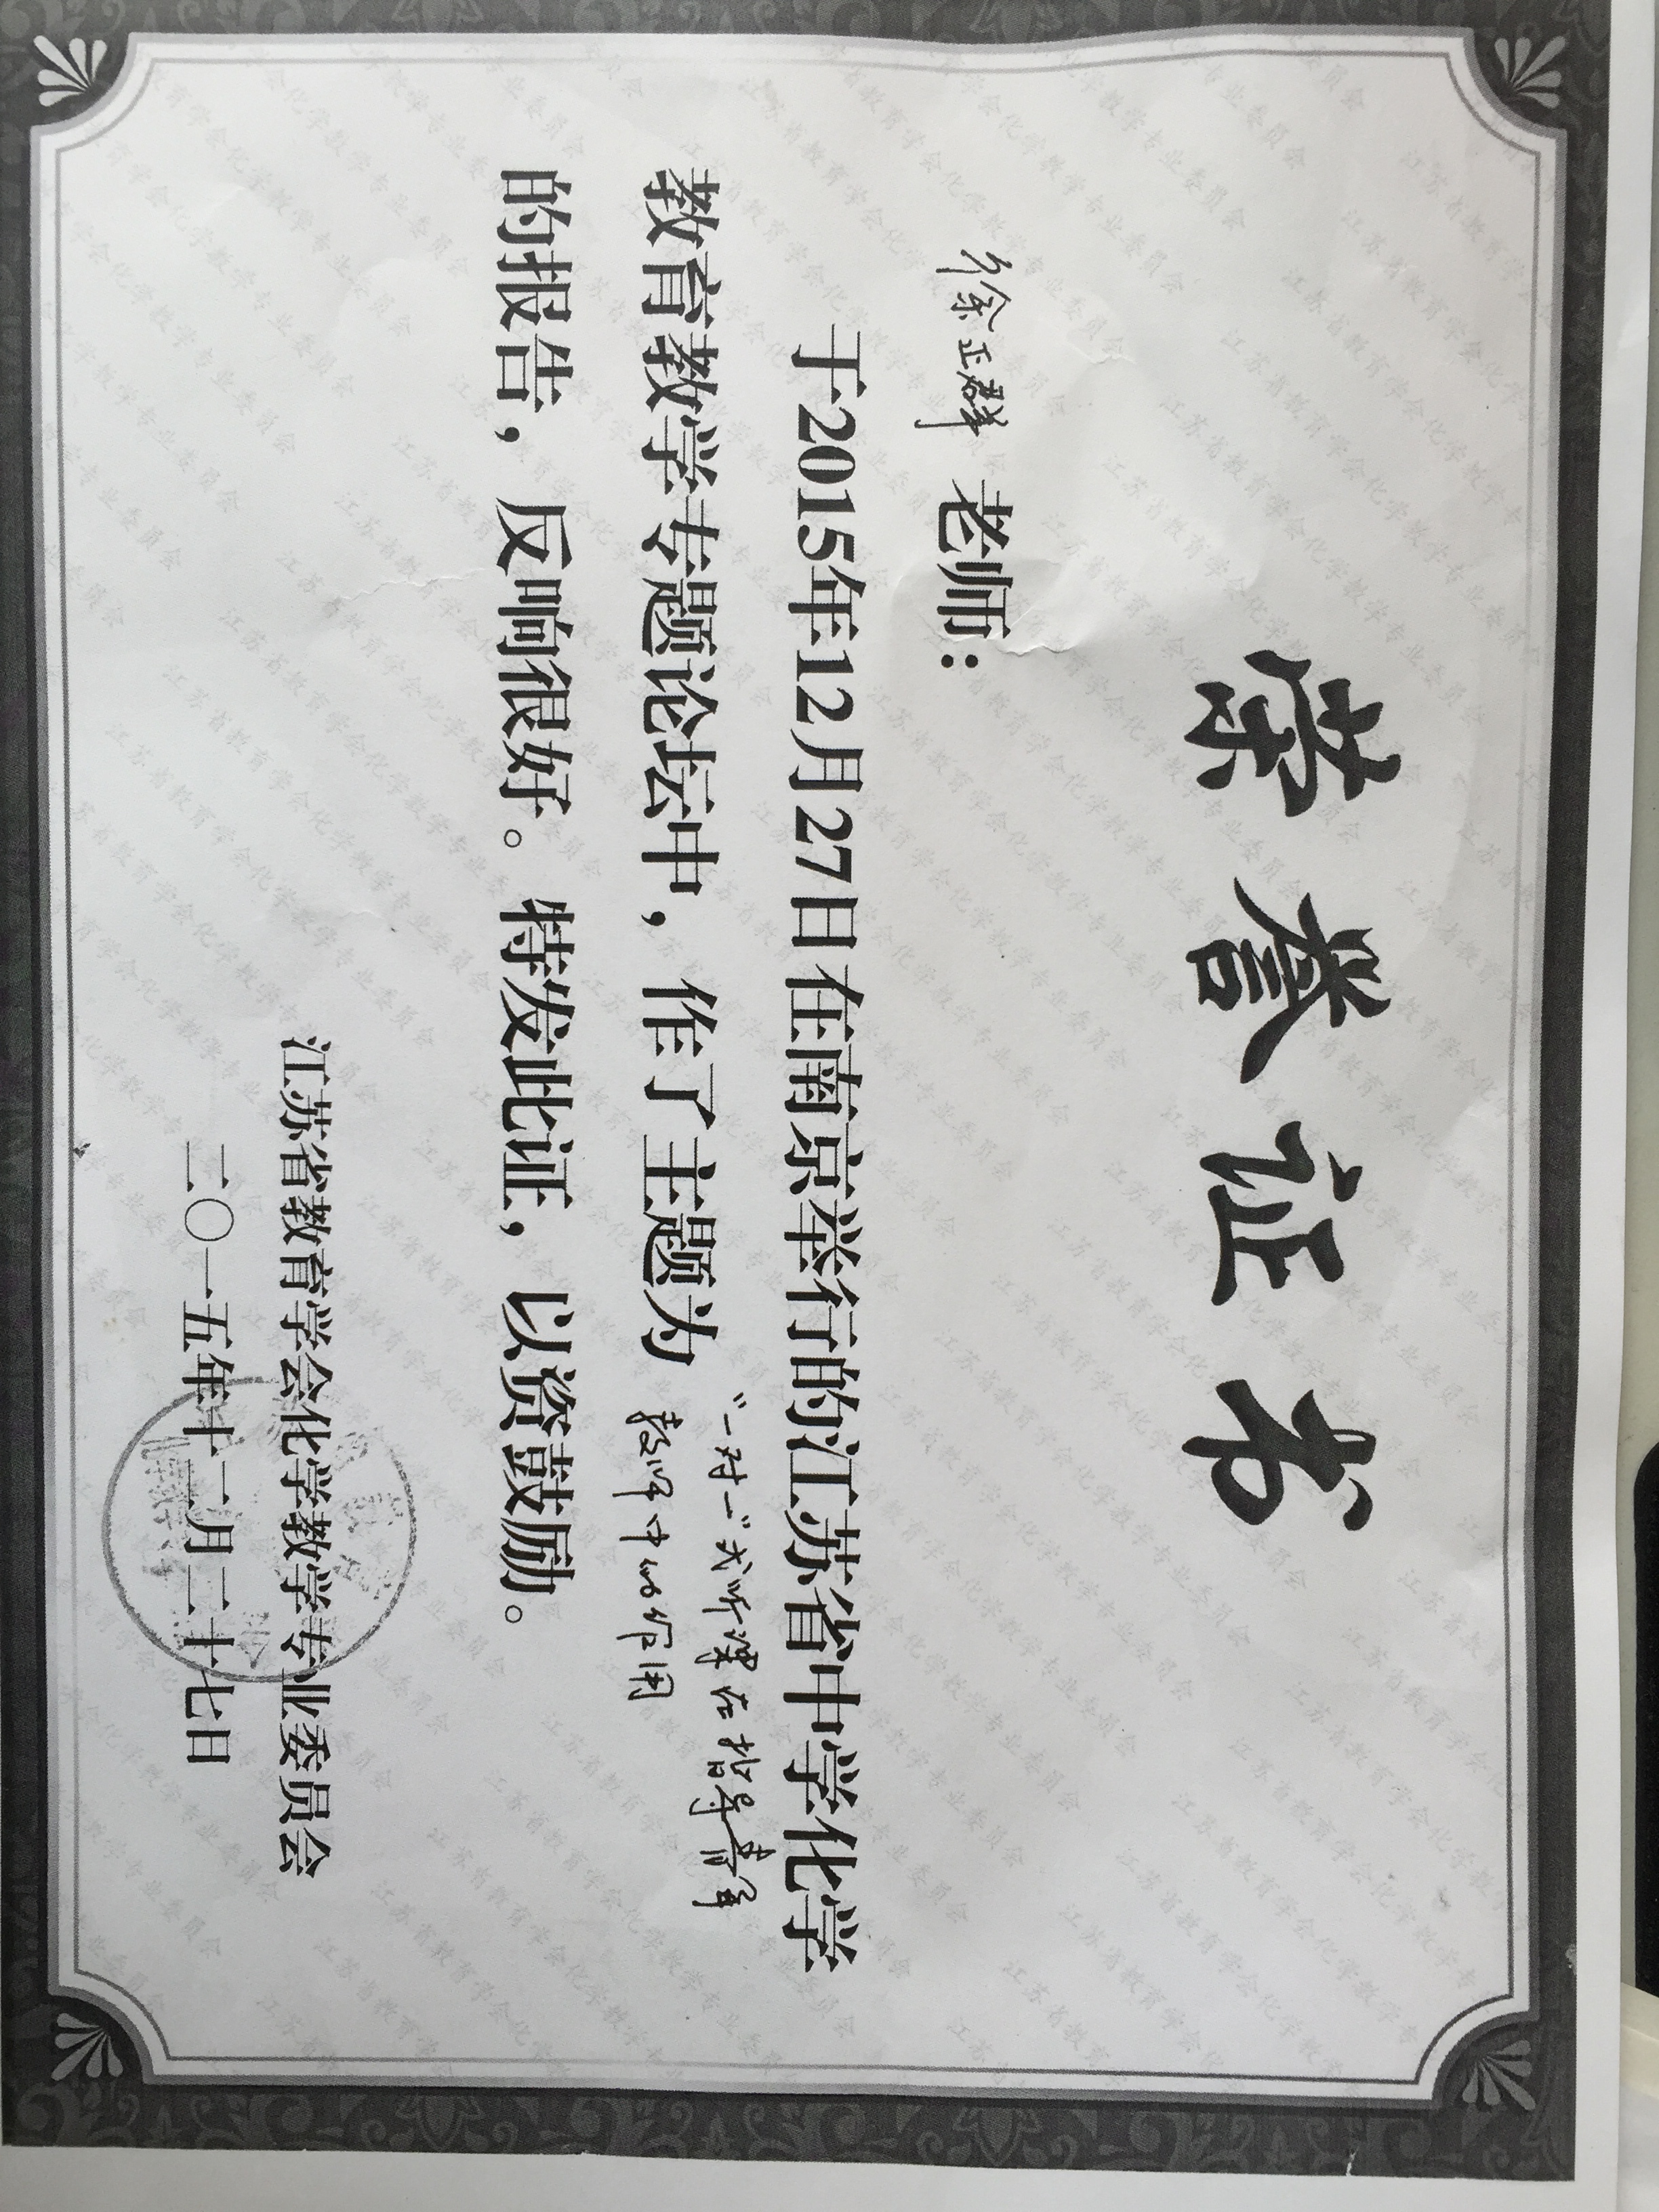 荣誉证书
徐正群 老师：
于2015年12月27日在南京举行的江苏省中学化学
教育教学专题论坛中，作了主题为 “一对一”式听课在指导青年
教师中的作用
的报告，反响很好。特发此证，以资鼓励。
江苏省教育学会化学教学专业委员会
二〇一五年十二月二十七日